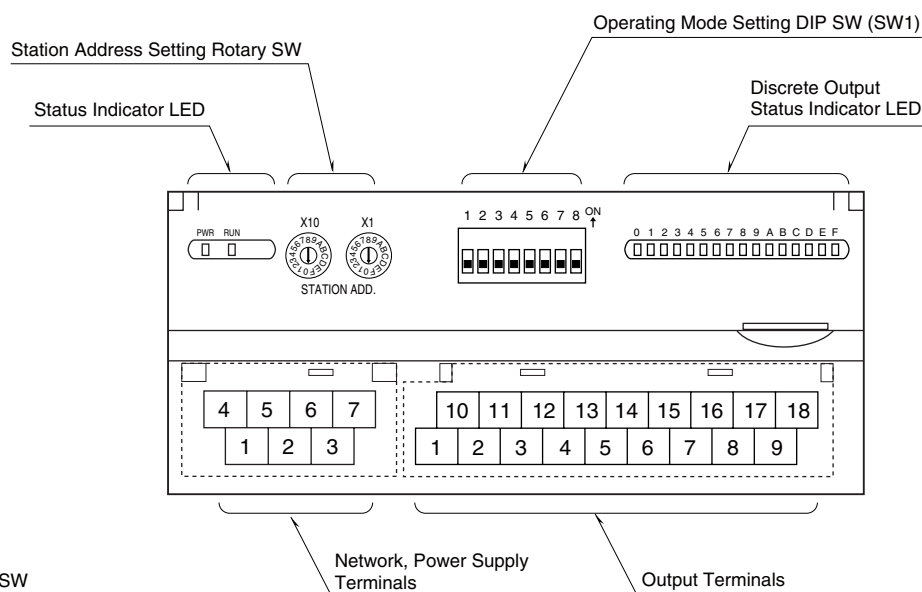 Operating Mode Setting DIP SW (SW1)
Station Address Setting Rotary SW
Discrete Output
Status Indicator LED
Status Indicator LED
X10 X1
1 2 3 4 5 6 7 8 ON
PWR RUN
0 1 2 3 4 5 6 7 8 9 A B C D E F
0123456789ABCDEF
0123456789ABCDEF
STATION ADD.
4 5 6 7
10 11 12 13 14 15 16 17 18
1 2 3
1 2 3 4 5 6 7 8 9
Network, Power Supply
Terminals
Output Terminals
SW